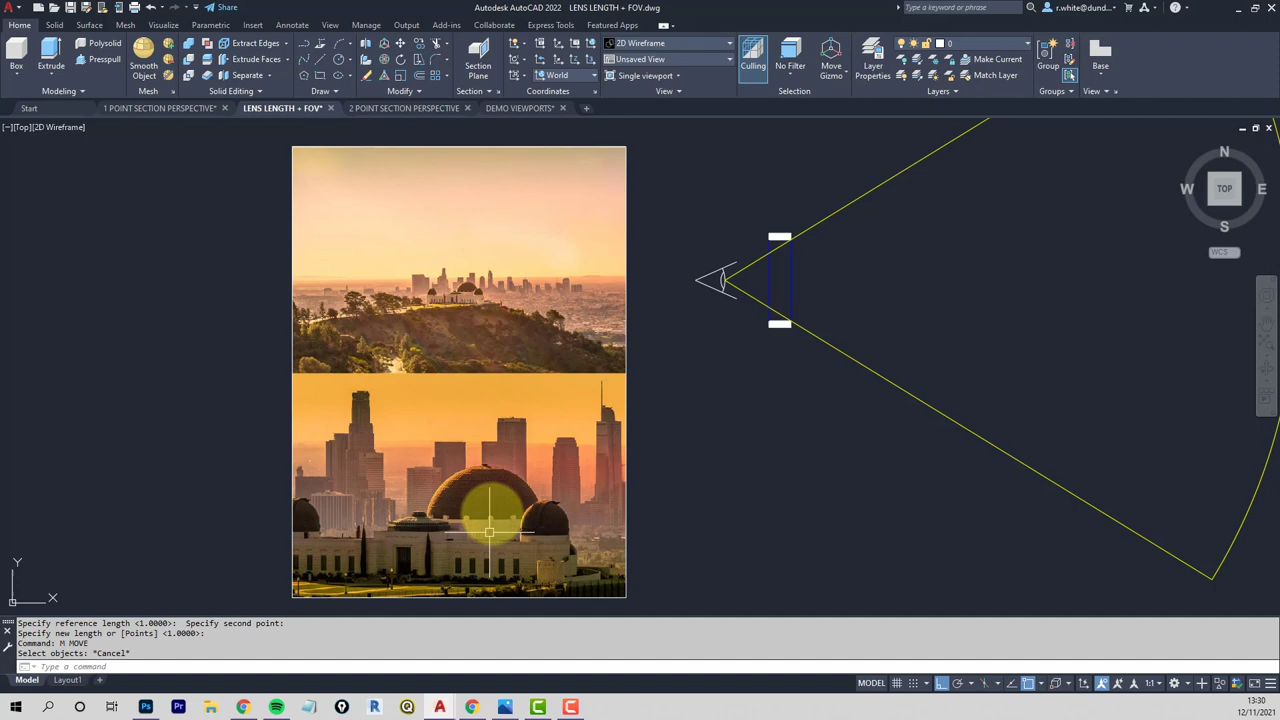 Share
Autodesk AutoCAD 2022 LENS LENGTH + FOV.dwg
Type a keyword or phrase
r.white@dund...
Home Solid Surface Mesh Visualize Parametric Insert Annotate View Manage Output Add-ins Collaborate Express Tools Featured Apps
Box
Extrude
Polysolid
Presspull
Smooth Object
Extract Edges
Extrude Faces
Separate
Section Plane
World
2D Wireframe
Unsaved View
Single viewport
Culling
No Filter
Move Gizmo
Layer Properties
0
Make Current
Match Layer
Group
Base
Modeling Mesh Solid Editing Draw Modify Section Coordinates View Selection Layers Groups View
Start 1 POINT SECTION PERSPECTIVE* LENS LENGTH + FOV* 2 POINT SECTION PERSPECTIVE DEMO VIEWPORTS*
[−][Top][2D Wireframe]
N
W TOP E
S
WCS
Y
X
Specify reference length <1.0000>: Specify second point:
Specify new length or [Points] <1.0000>:
Command: M MOVE
Select objects: *Cancel*
Type a command
Model Layout1
MODEL 1:1
Ps Pr R A
13:30
12/11/2021